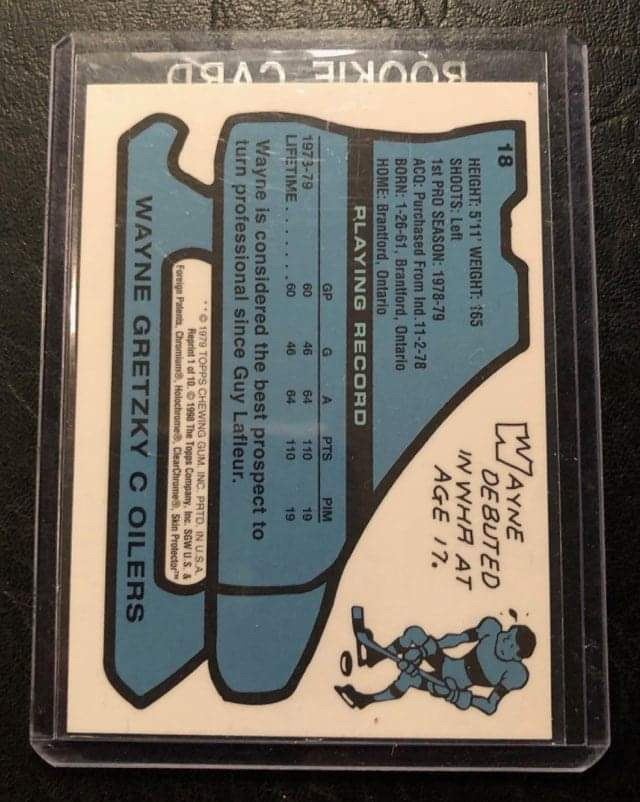 ROOKIE CARD
18
HEIGHT: 5'11' WEIGHT: 165
SHOOTS: Left
1st PRO SEASON: 1978-79
ACQ: Purchased From Ind. 11-2-78
BORN: 1-26-61, Brantford, Ontario
HOME: Brantford, Ontario
WAYNE
DEBUTED
IN WHA AT
AGE 17.
PLAYING RECORD
GP G A PTS PIM
1973-79 60 46 64 110 19
LIFETIME....... 60 46 64 110 19
Wayne is considered the best prospect to
turn professional since Guy Lafleur.
**© 1979 TOPPS CHEWING GUM, INC. PRTD. IN U.S.A.
Reprint 1 of 10. © 1998 The Topps Company, Inc. SGW U.S. &
Foreign Patents, Chromium®, Holochrome®, ClearChrome®, Skin Protector™
WAYNE GRETZKY C OILERS